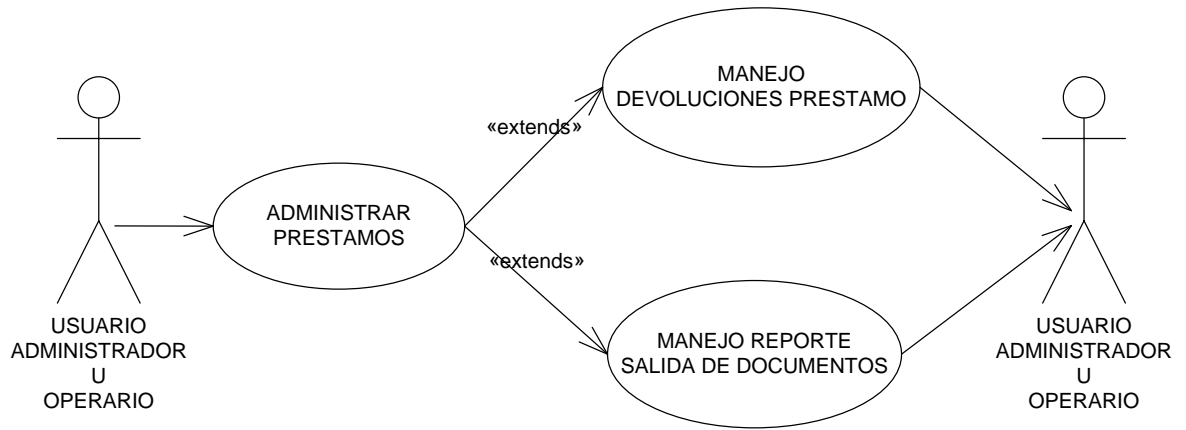 MANEJO
DEVOLUCIONES PRESTAMO
«extends»
ADMINISTRAR
PRESTAMOS
«extends»
USUARIO
ADMINISTRADOR
U
OPERARIO
MANEJO REPORTE
SALIDA DE DOCUMENTOS
USUARIO
ADMINISTRADOR
U
OPERARIO